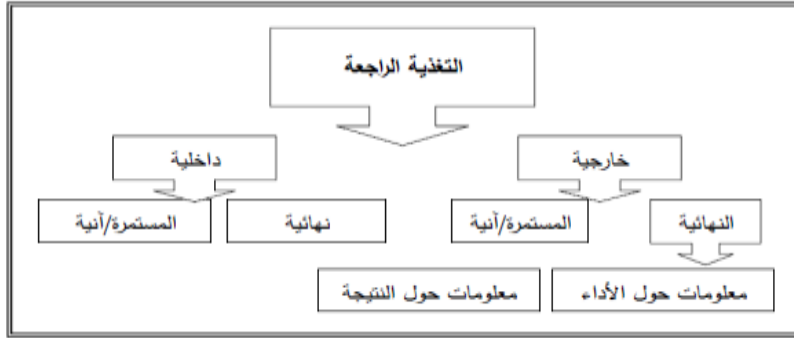 التغذية الراجعة
خارجية
داخلية
النهائية
المستمرة/آنية
نهائية
المستمرة/آنية
معلومات حول الأداء
معلومات حول النتيجة